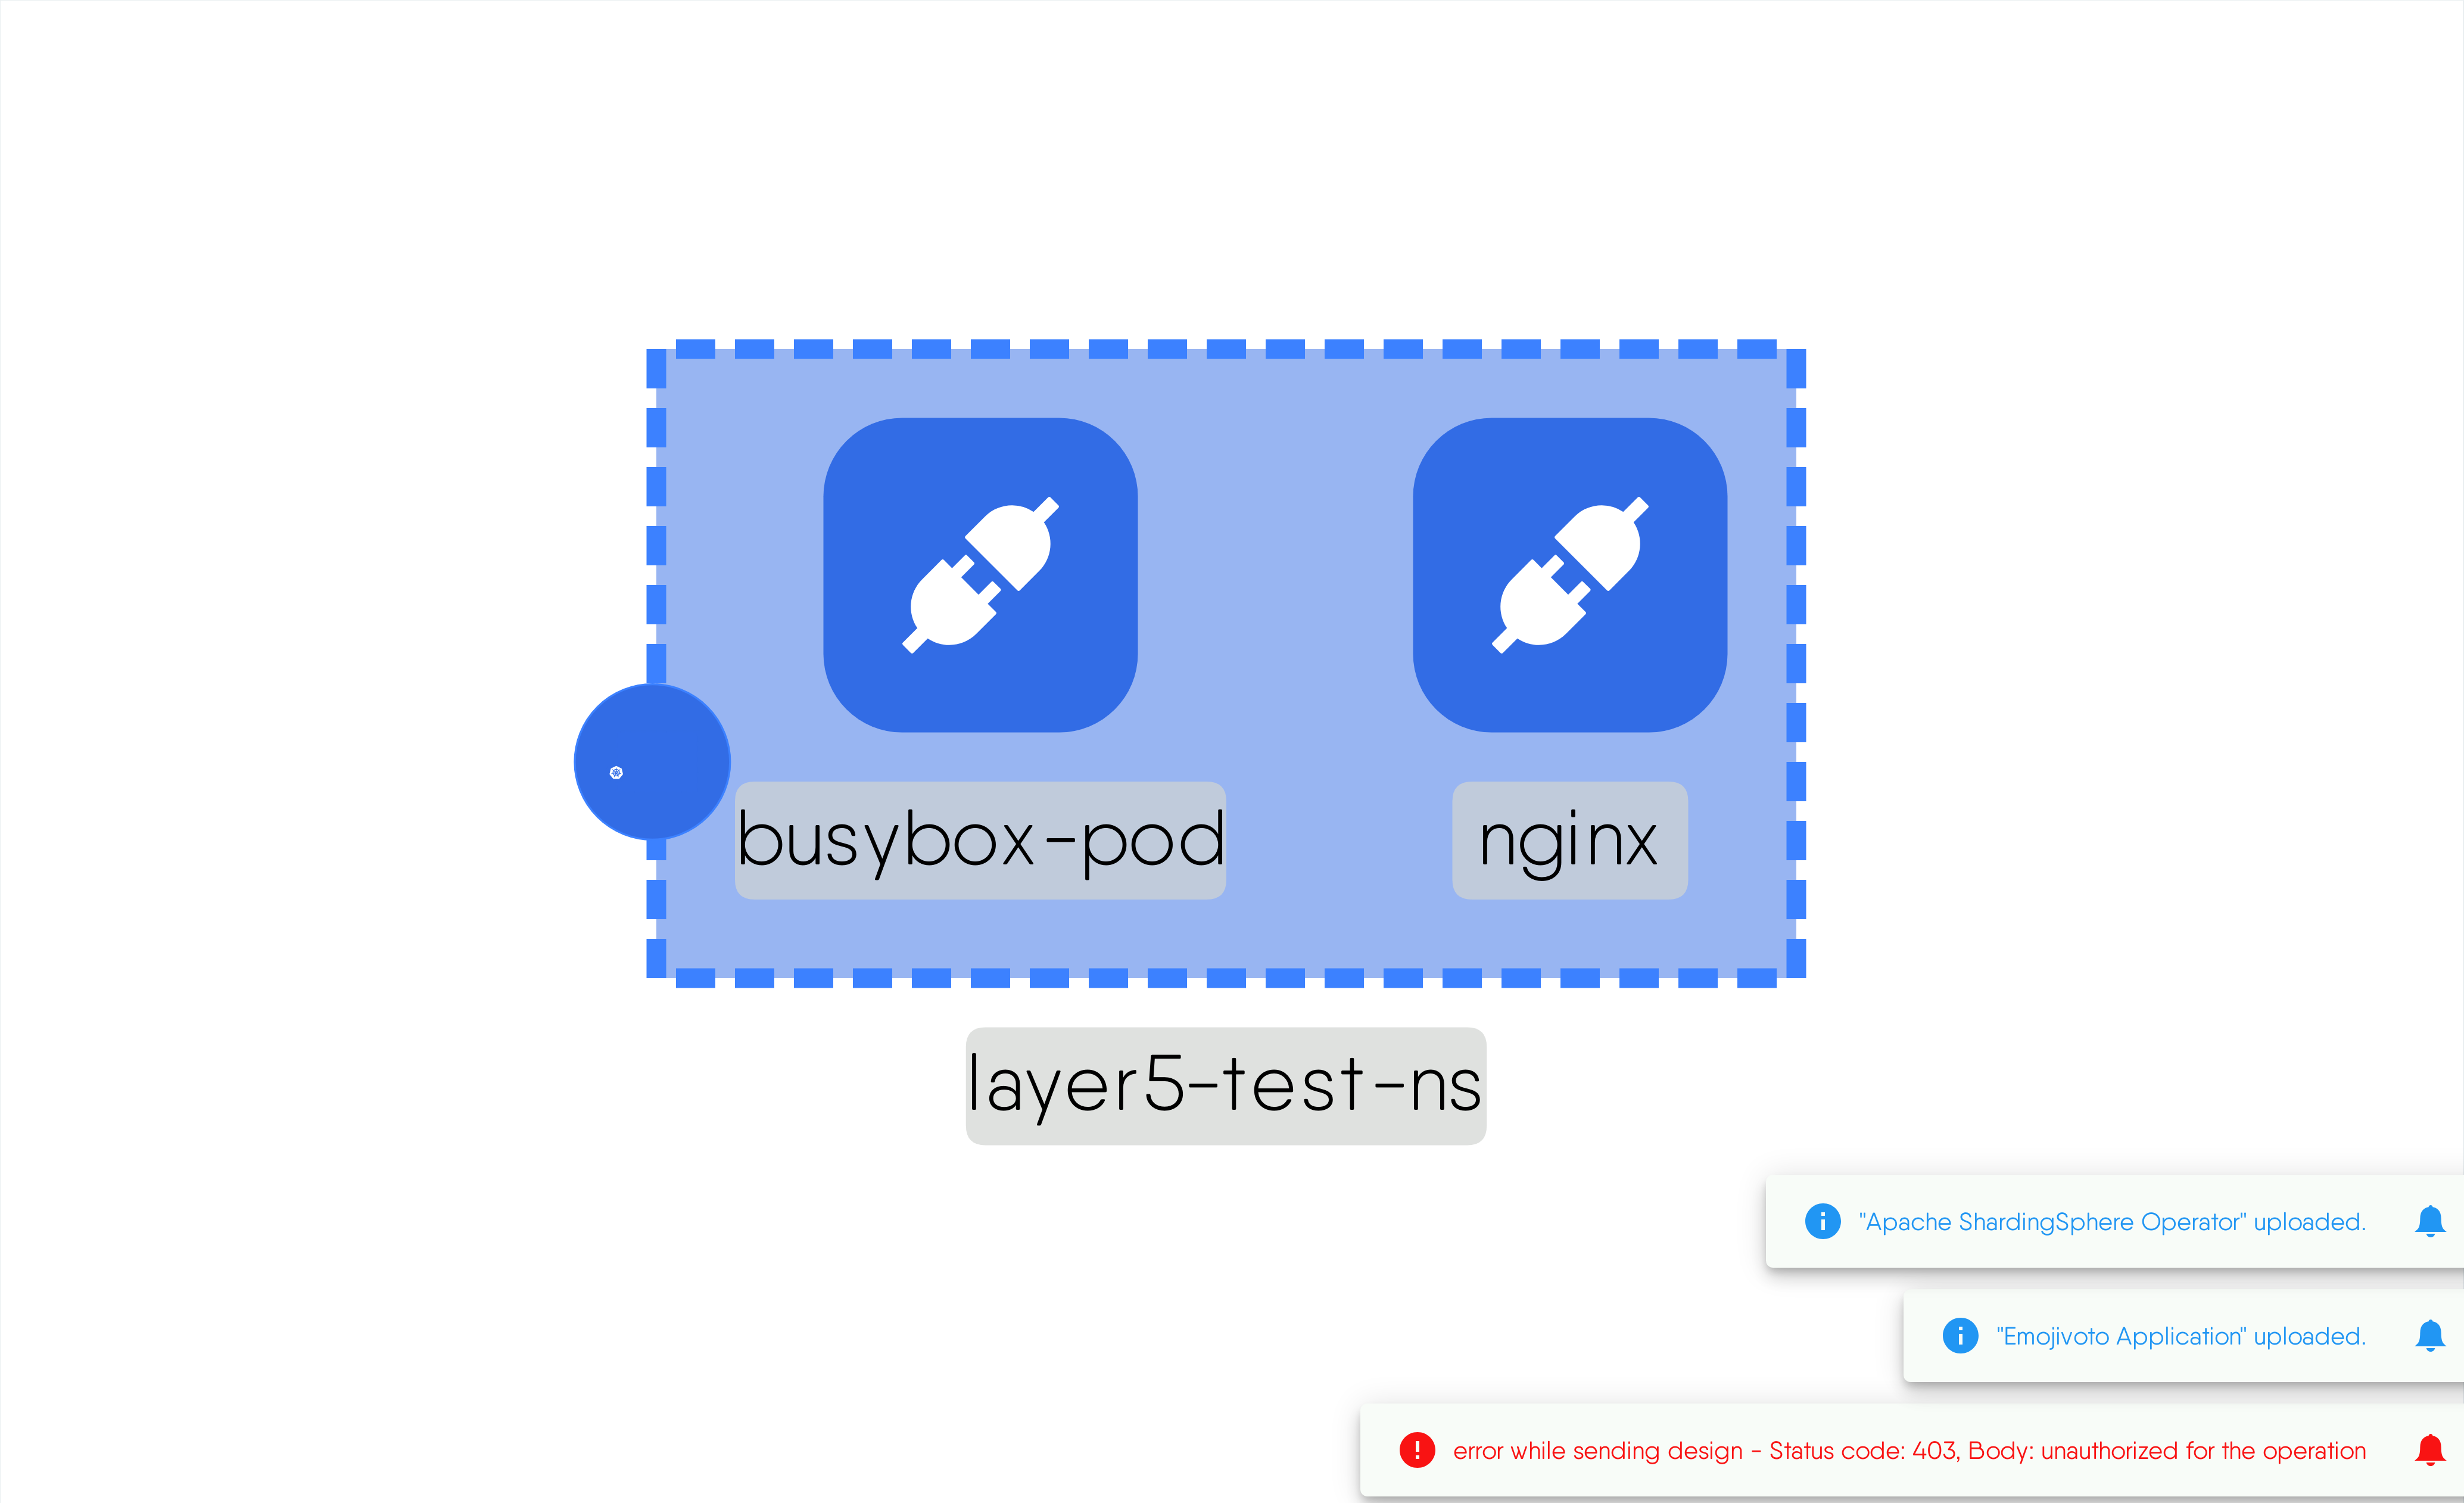 busybox-pod
nginx
layer5-test-ns
"Apache ShardingSphere Operator" uploaded.
"Emojivoto Application" uploaded.
error while sending design - Status code: 403, Body: unauthorized for the operation